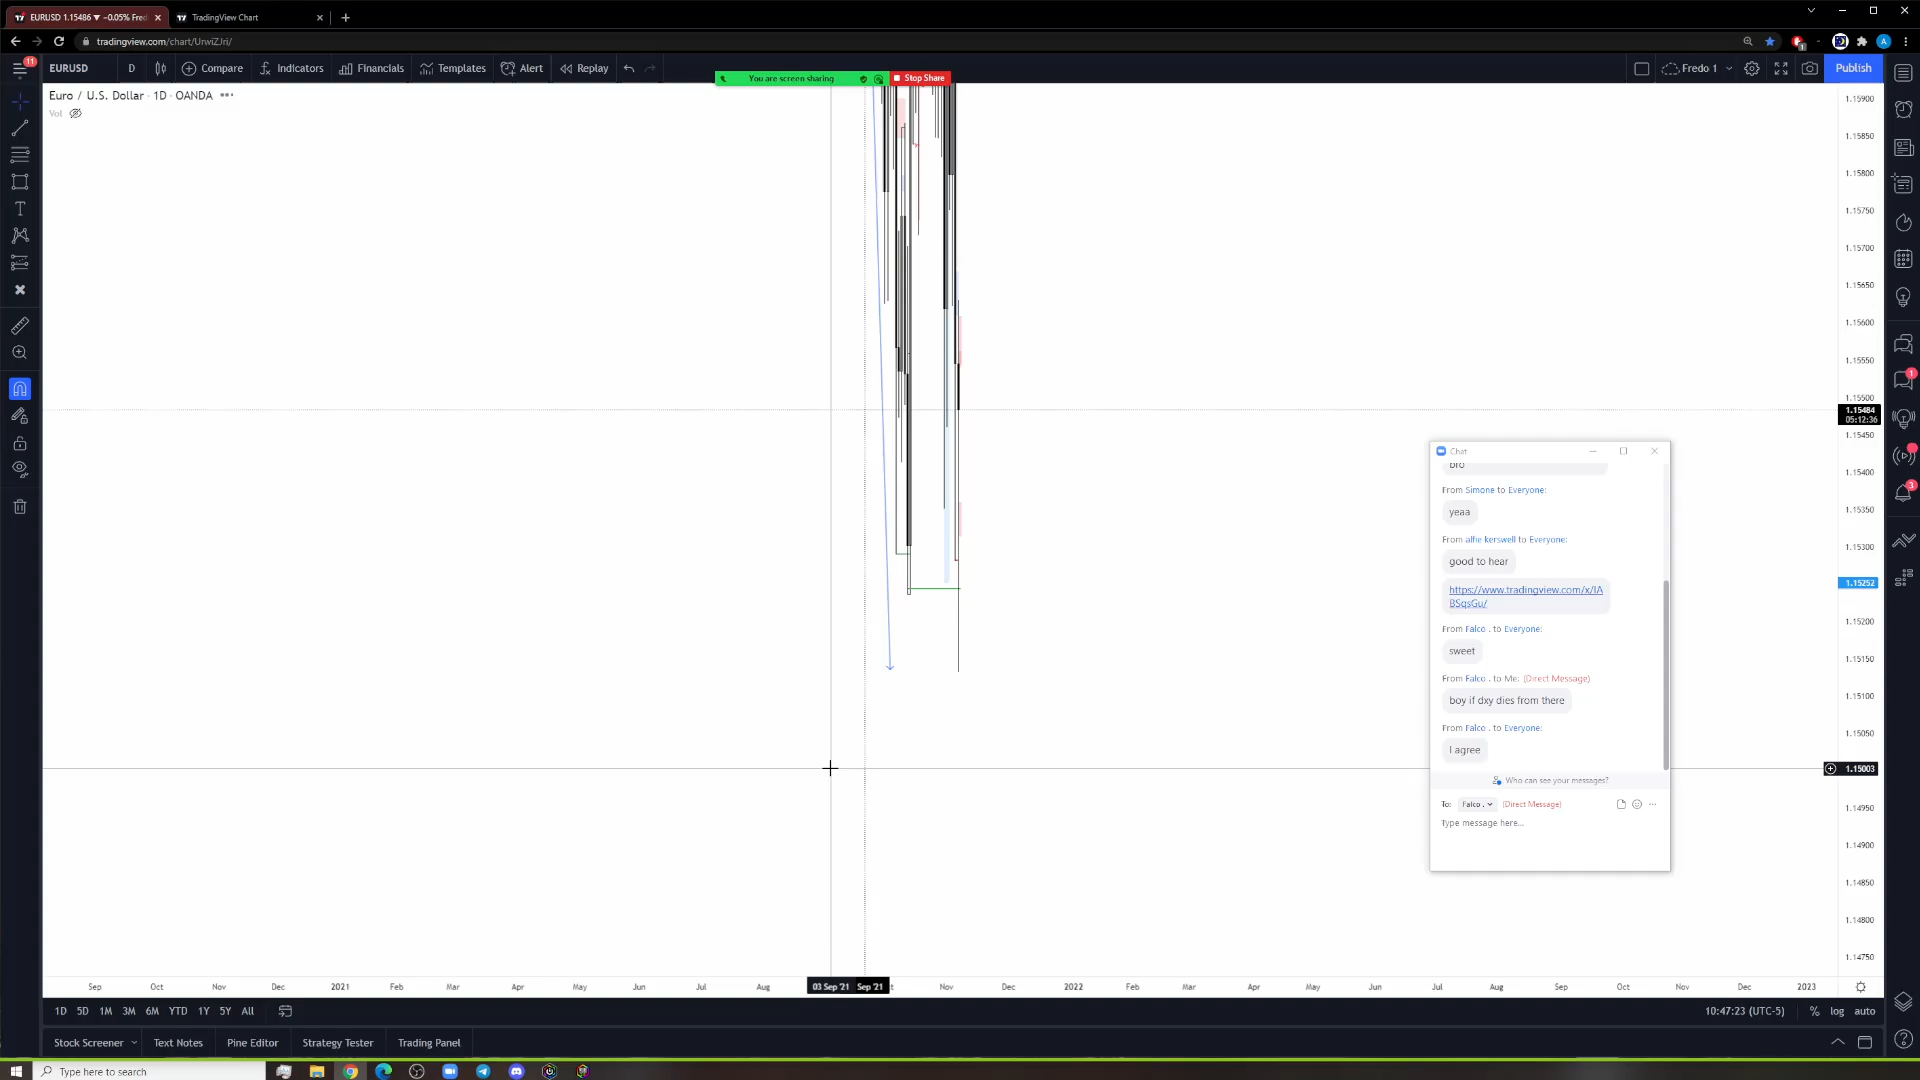 EURUSD 1.15486 ▼ −0.05% Fred
TradingView Chart
tradingview.com/chart/UrwiZJri/
11
EURUSD
D
Compare
Indicators
Financials
Templates
Alert
Replay
You are screen sharing
Stop Share
Fredo 1
Publish
Euro / U.S. Dollar · 1D · OANDA
Vol
1.15900
1.15850
1.15800
1.15750
1.15700
1.15650
1.15600
1.15550
1.15500
1.15484
05:12:36
1.15450
1.15400
1.15350
1.15300
1.15252
1.15200
1.15150
1.15100
1.15050
1.15003
1.14950
1.14900
1.14850
1.14800
1.14750
Chat
bro
From Simone to Everyone:
yeaa
From alfie kerswell to Everyone:
good to hear
https://www.tradingview.com/x/IA
BSqsGu/
From Falco . to Everyone:
sweet
From Falco . to Me: (Direct Message)
boy if dxy dies from there
From Falco . to Everyone:
I agree
Who can see your messages?
To: Falco . (Direct Message)
Type message here...
1
3
Sep
Oct
Nov
Dec
2021
Feb
Mar
Apr
May
Jun
Jul
Aug
03 Sep '21
Sep '21
Nov
Dec
2022
Feb
Mar
Apr
May
Jun
Jul
Aug
Sep
Oct
Nov
Dec
2023
1D 5D 1M 3M 6M YTD 1Y 5Y All
10:47:23 (UTC-5)
%
log
auto
Stock Screener
Text Notes
Pine Editor
Strategy Tester
Trading Panel
Type here to search